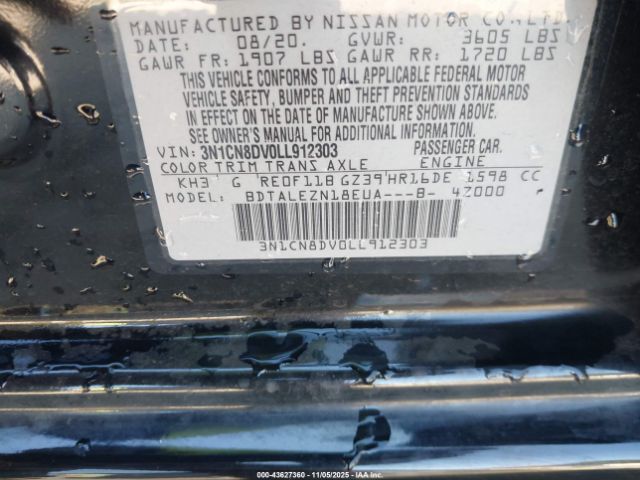 MANUFACTURED BY NISSAN MOTOR CO., LTD.
DATE: 08/20. GVWR: 3605 LBS
GAWR FR: 1907 LBS GAWR RR: 1720 LBS
THIS VEHICLE CONFORMS TO ALL APPLICABLE FEDERAL MOTOR
VEHICLE SAFETY, BUMPER AND THEFT PREVENTION STANDARDS
IN EFFECT ON THE DATE OF MANUFACTURE SHOWN ABOVE.
SEE OWNER'S MANUAL FOR ADDITIONAL INFORMATION.
VIN: 3N1CN8DV0LL912303 PASSENGER CAR.
COLOR TRIM TRANS AXLE ENGINE
KH3 G RE0F11B GZ39 HR16DE 1598 CC
MODEL: BDTALEZN18EUA---8- 42000
3N1CN8DV0LL912303
© 43627360 - 11/05/2025 - IAA Inc.